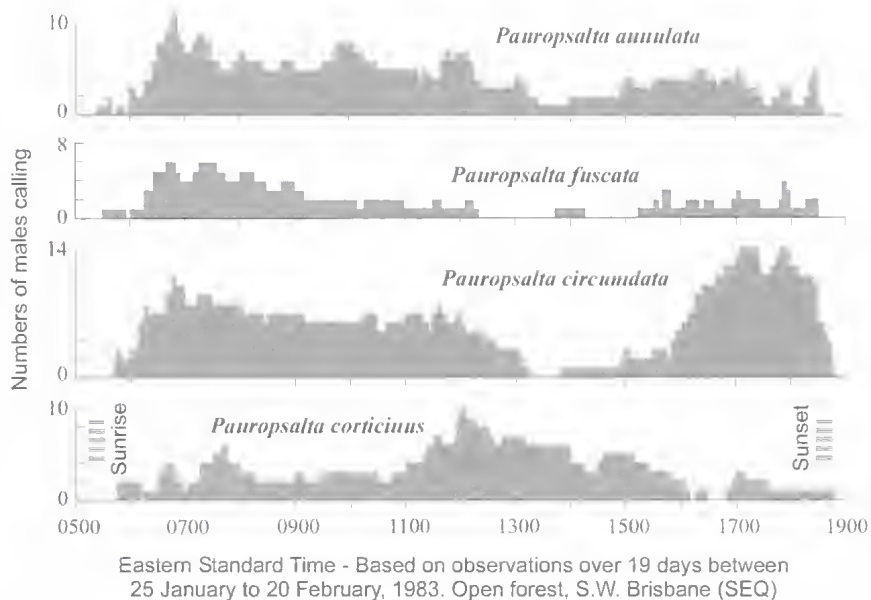 10
Pauropsalta annulata
0
8
Pauropsalta fuscata
0
Numbers of males calling
14
Pauropsalta circumdata
0
10
Pauropsalta corticinus
Sunrise
Sunset
0
0500 0700 0900 1100 1300 1500 1700 1900
Eastern Standard Time - Based on observations over 19 days between
25 January to 20 February, 1983. Open forest, S.W. Brisbane (SEQ)